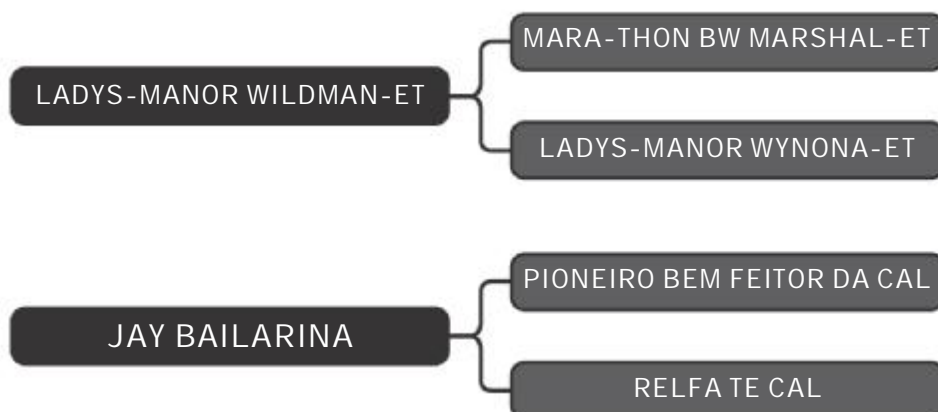 MARA-THON BW MARSHAL-ET
LADYS-MANOR WILDMAN-ET
LADYS-MANOR WYNONA-ET
PIONEIRO BEM FEITOR DA CAL
JAY BAILARINA
RELFA TE CAL